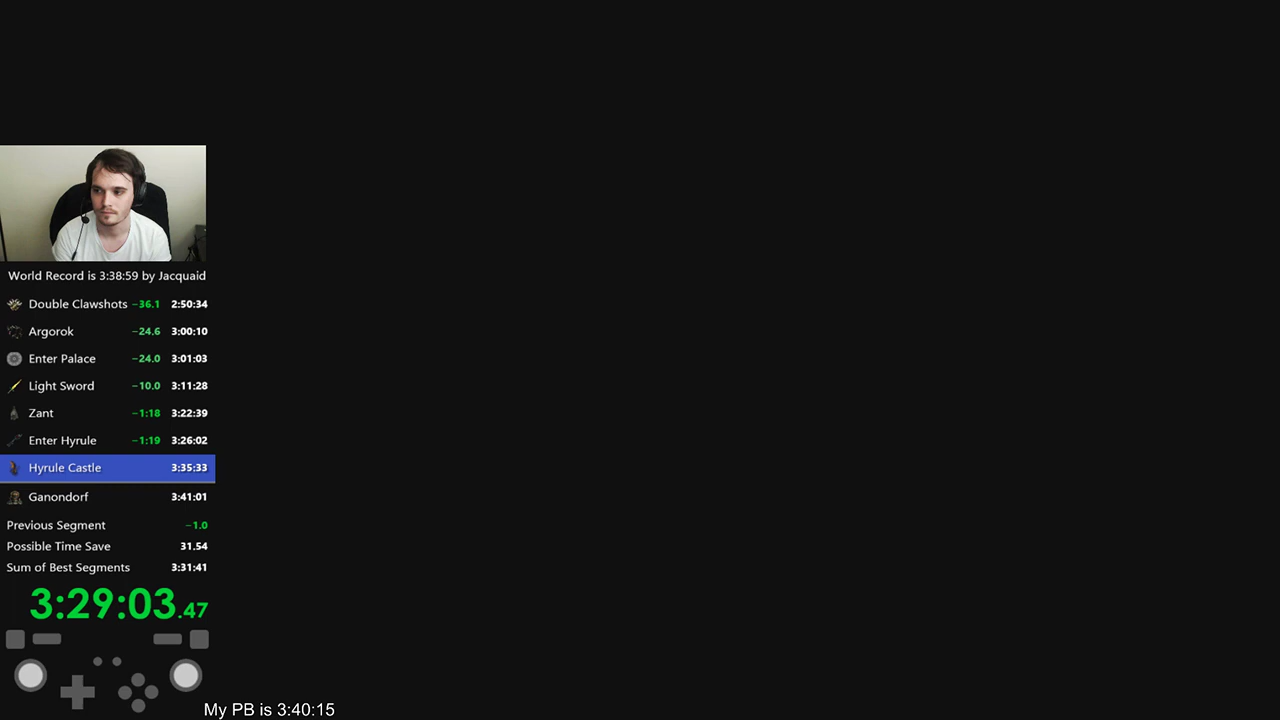 World Record is 3:38:59 by Jacquaid
Double Clawshots −36.1 2:50:34
Argorok −24.6 3:00:10
Enter Palace −24.0 3:01:03
Light Sword −10.0 3:11:28
Zant −1:18 3:22:39
Enter Hyrule −1:19 3:26:02
Hyrule Castle 3:35:33
Ganondorf 3:41:01
Previous Segment −1.0
Possible Time Save 31.54
Sum of Best Segments 3:31:41
3:29:03.47
My PB is 3:40:15